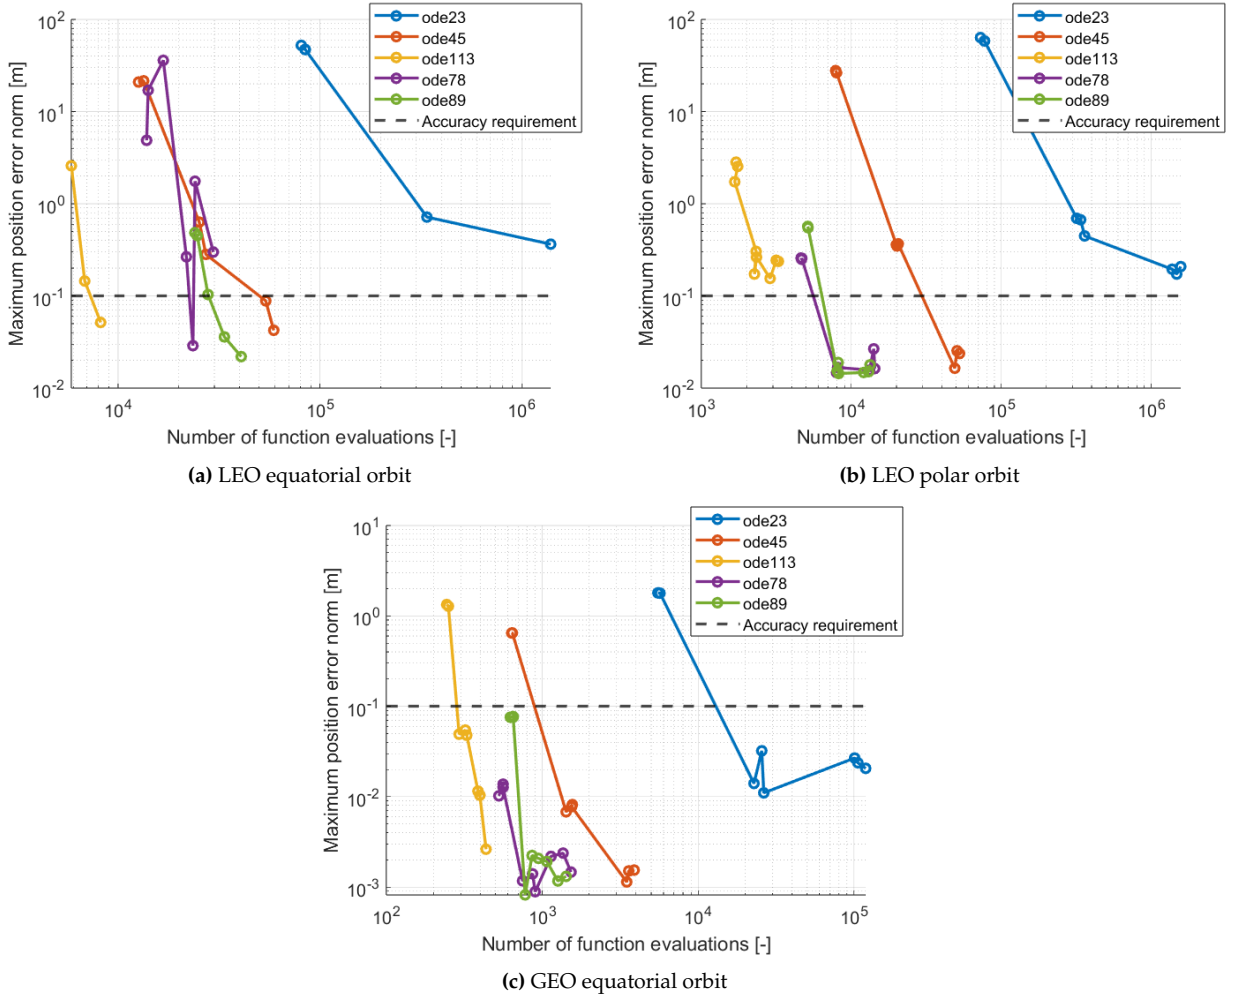 10^2
10^1
10^0
10^-1
10^-2
Maximum position error norm [m]
10^4
10^5
10^6
Number of function evaluations [-]
ode23
ode45
ode113
ode78
ode89
Accuracy requirement
(a) LEO equatorial orbit
10^2
10^1
10^0
10^-1
10^-2
Maximum position error norm [m]
10^3
10^4
10^5
10^6
Number of function evaluations [-]
ode23
ode45
ode113
ode78
ode89
Accuracy requirement
(b) LEO polar orbit
10^1
10^0
10^-1
10^-2
10^-3
Maximum position error norm [m]
10^2
10^3
10^4
10^5
Number of function evaluations [-]
ode23
ode45
ode113
ode78
ode89
Accuracy requirement
(c) GEO equatorial orbit